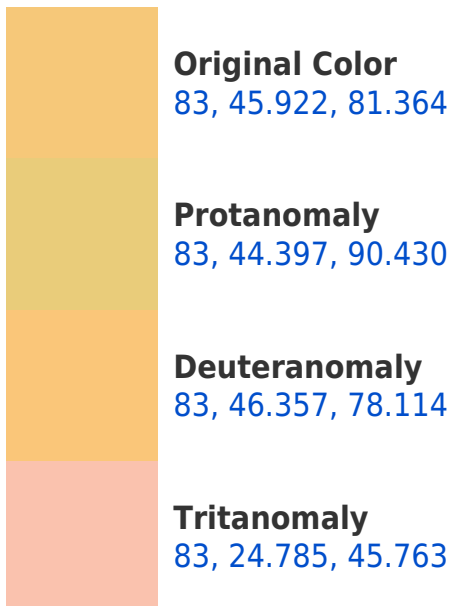 Original Color
83, 45.922, 81.364
Protanomaly
83, 44.397, 90.430
Deuteranomaly
83, 46.357, 78.114
Tritanomaly
83, 24.785, 45.763